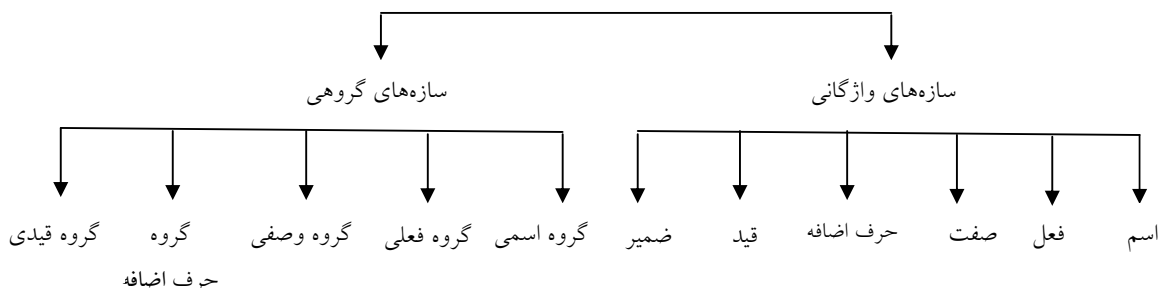 سازه‌های واژگانی
سازه‌های گروهی
اسم
فعل
صفت
حرف اضافه
قید
ضمیر
گروه اسمی
گروه فعلی
گروه وصفی
گروه
حرف اضافه
گروه قیدی